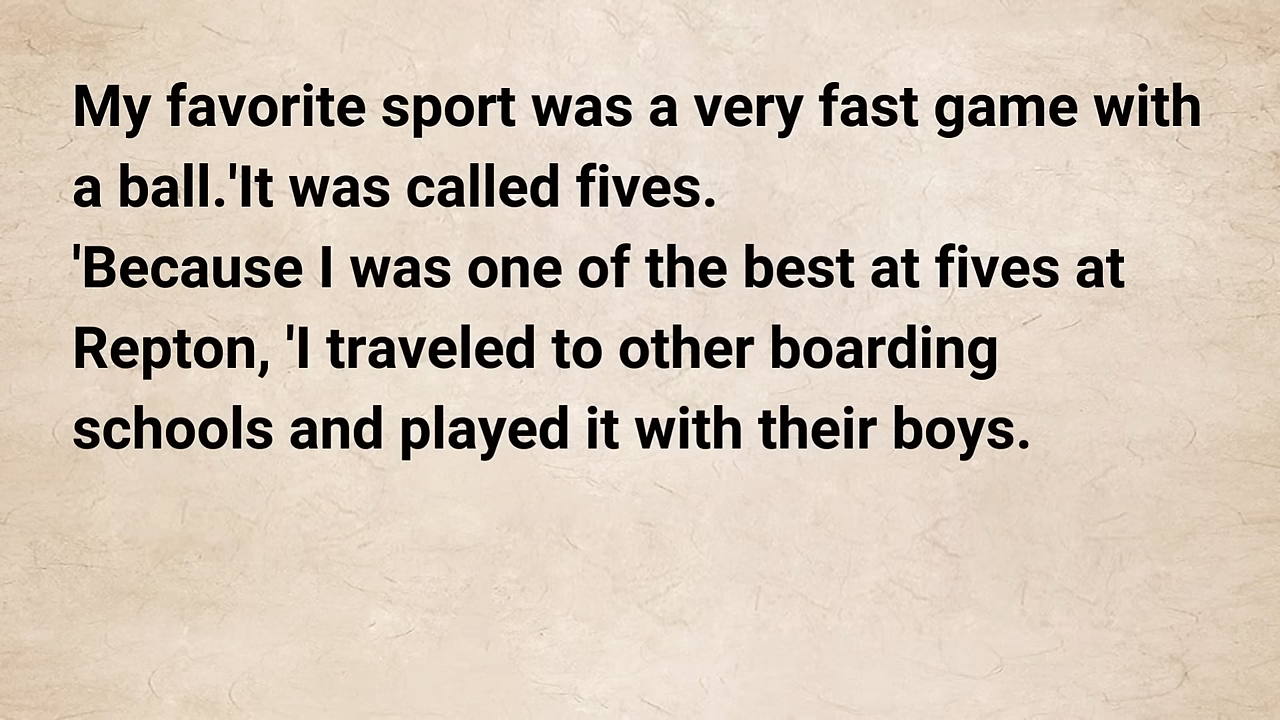 My favorite sport was a very fast game with
a ball.'It was called fives.
'Because I was one of the best at fives at
Repton, 'I traveled to other boarding
schools and played it with their boys.